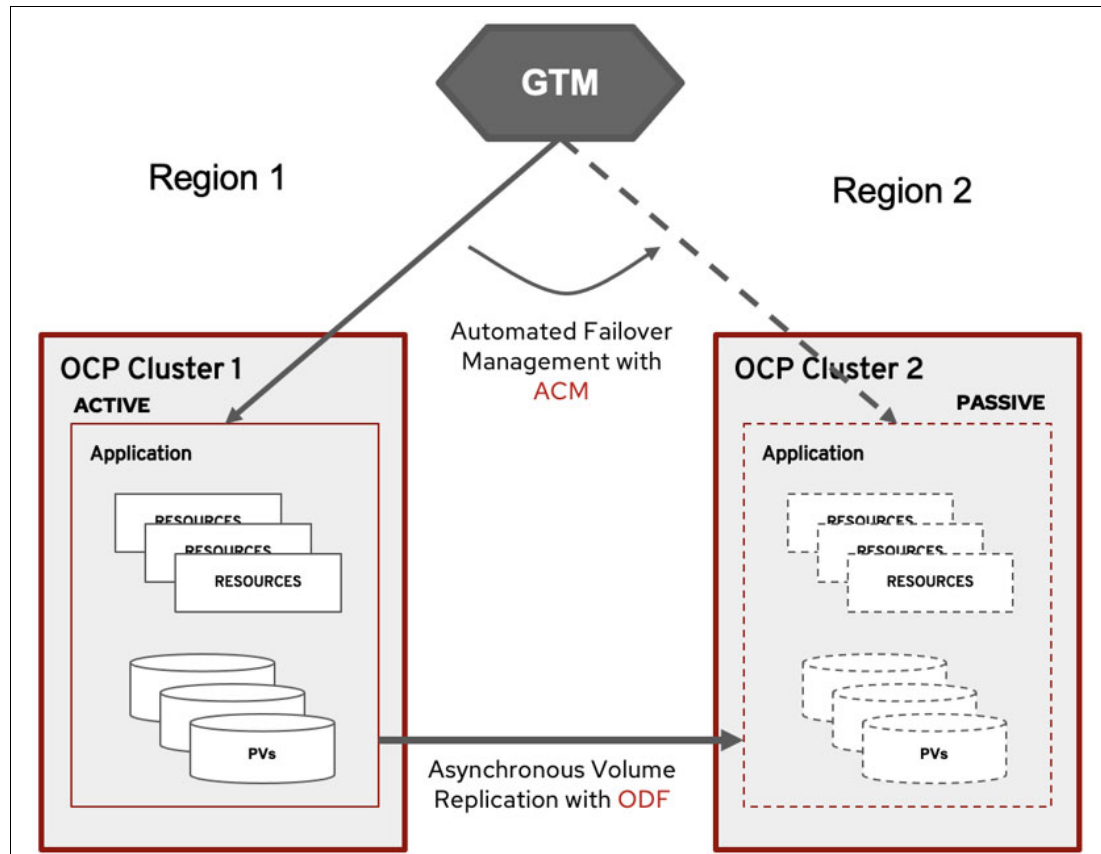 GTM
Region 1
Region 2
Automated Failover
Management with
ACM
OCP Cluster 1
ACTIVE
Application
RESOURCES
RESOURCES
RESOURCES
PVs
OCP Cluster 2
PASSIVE
Application
RESOURCES
RESOURCES
RESOURCES
PVs
Asynchronous Volume
Replication with ODF